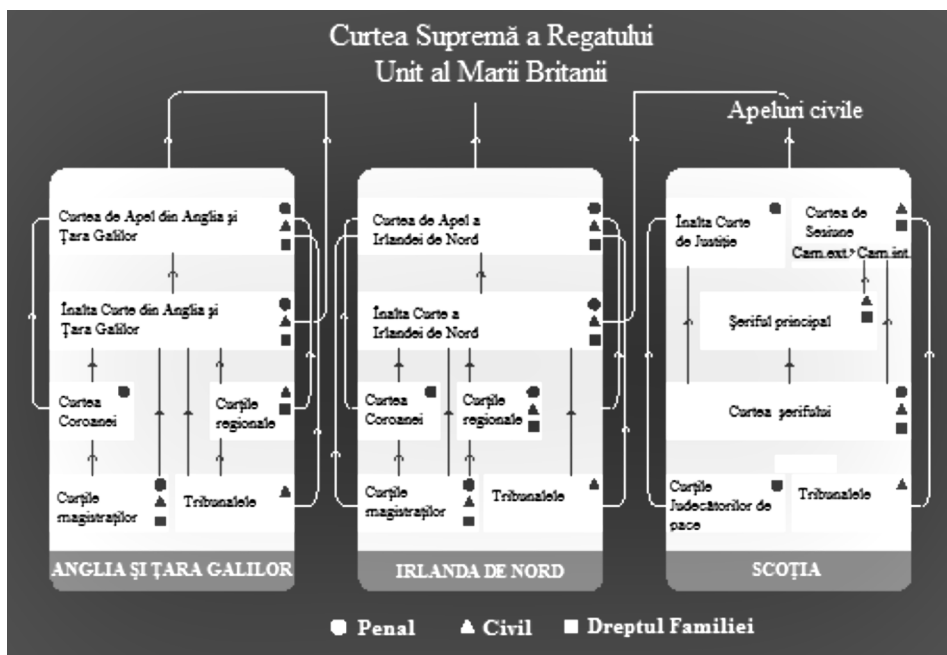 Curtea Supremă a Regatului
Unit al Marii Britanii
Apeluri civile
Curtea de Apel din Anglia și
Țara Galilor
Înalta Curte din Anglia și
Țara Galilor
Curtea
Coroanei
Curțile
regionale
Curțile
magistraților
Tribunalele
ANGLIA ȘI ȚARA GALILOR
Curtea de Apel a
Irlandei de Nord
Înalta Curte a
Irlandei de Nord
Curtea
Coroanei
Curțile
regionale
Curțile
magistraților
Tribunalele
IRLANDA DE NORD
Înalta Curte
de Justiție
Curtea de
Sesiune
Cam.ext. Cam.int.
Șeriful principal
Curtea șerifului
Curțile
Judecătorilor de
pace
Tribunalele
SCOȚIA
Penal
Civil
Dreptul Familiei